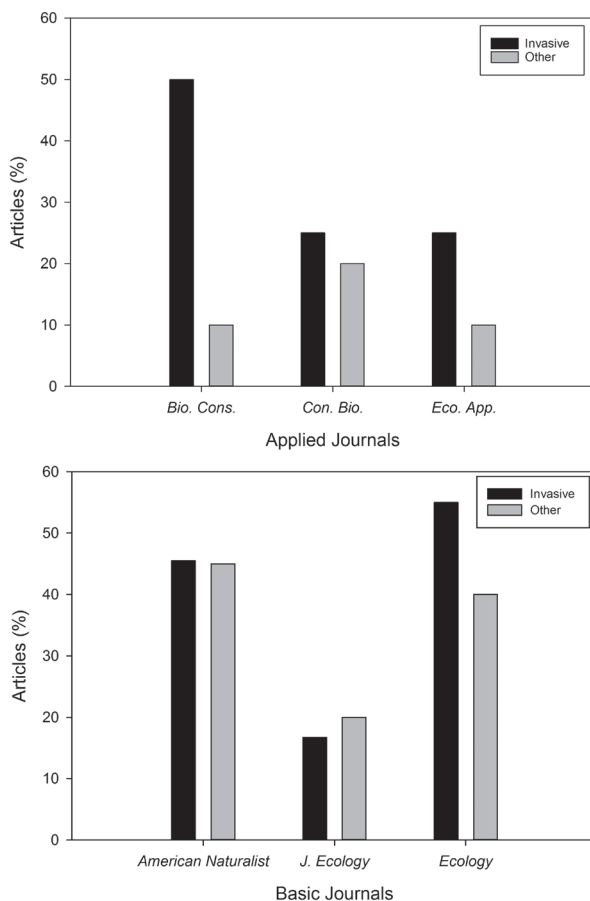 60
50
40
30
20
10
0
Articles (%)
Invasive
Other
Bio. Cons.
Con. Bio.
Eco. App.
Applied Journals
60
50
40
30
20
10
0
Articles (%)
Invasive
Other
American Naturalist
J. Ecology
Ecology
Basic Journals